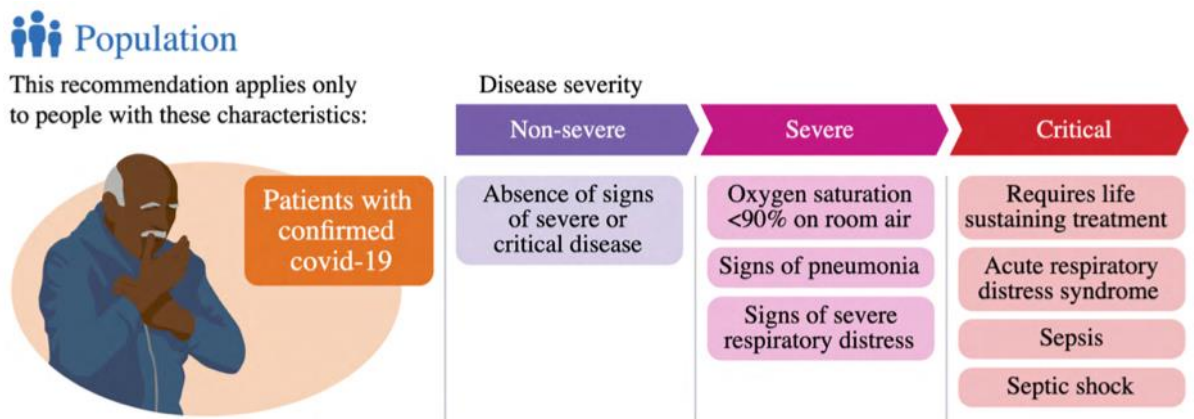 Population
This recommendation applies only
to people with these characteristics:
Patients with
confirmed
covid-19
Disease severity
Non-severe
Absence of signs
of severe or
critical disease
Severe
Oxygen saturation
<90% on room air
Signs of pneumonia
Signs of severe
respiratory distress
Critical
Requires life
sustaining treatment
Acute respiratory
distress syndrome
Sepsis
Septic shock